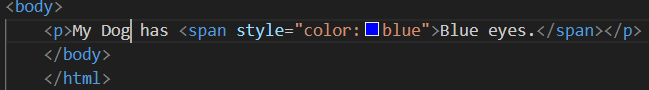 <body>
<p>My Dog has <span style="color:blue">Blue eyes.</span></p>
</body>
</html>